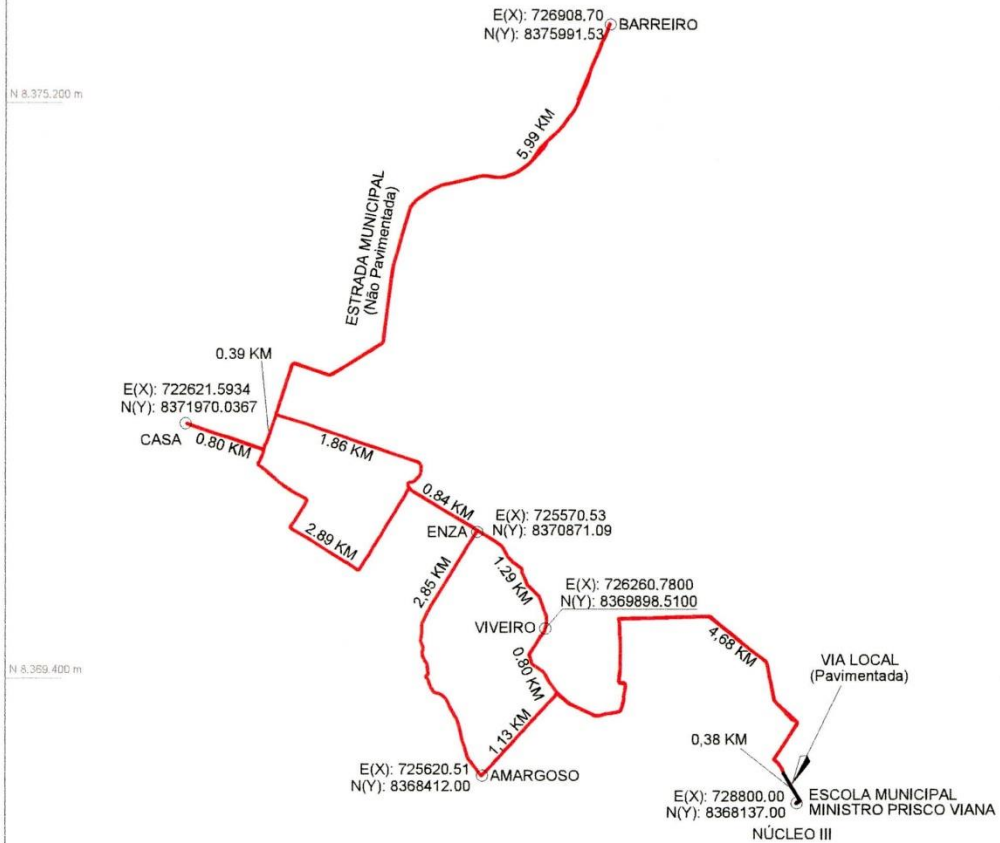 E(X): 726908.70
N(Y): 8375991.53
BARREIRO
N 8.375.200 m
5,99 KM
ESTRADA MUNICIPAL
(Não Pavimentada)
0.39 KM
E(X): 722621.5934
N(Y): 8371970.0367
CASA
0.80 KM
1.86 KM
0.84 KM
2.89 KM
ENZA
E(X): 725570.53
N(Y): 8370871.09
2,85 KM
1.29 KM
E(X): 726260.7800
N(Y): 8369898.5100
VIVEIRO
4,68 KM
N 8.369.400 m
0.80 KM
VIA LOCAL
(Pavimentada)
1,13 KM
0,38 KM
E(X): 725620.51
N(Y): 8368412.00
AMARGOSO
E(X): 728800.00
N(Y): 8368137.00
ESCOLA MUNICIPAL
MINISTRO PRISCO VIANA
NÚCLEO III